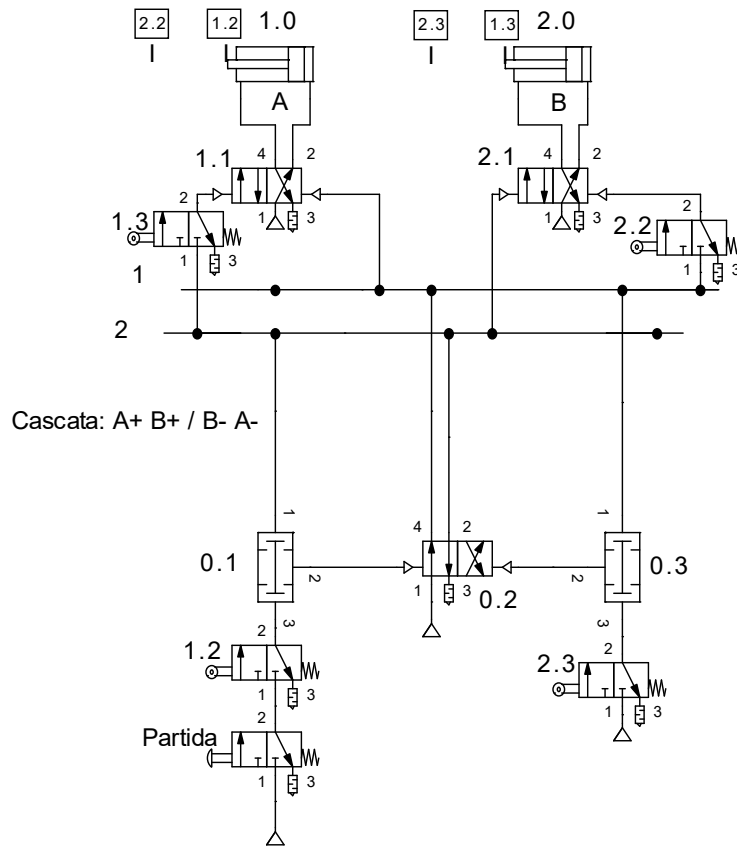 2.2 1.2 1.0 2.3 1.3 2.0
A B
1.1 4 2 2.1 4 2
2 2
1.3 1 3 1 3 2.2
1 3 1 3
1
2
Cascata: A+ B+ / B- A-
1 1
4 2
0.1 2 2 0.3
1 3 0.2
3 3
1.2 2 2.3 2
1 3 1 3
Partida 2
1 3